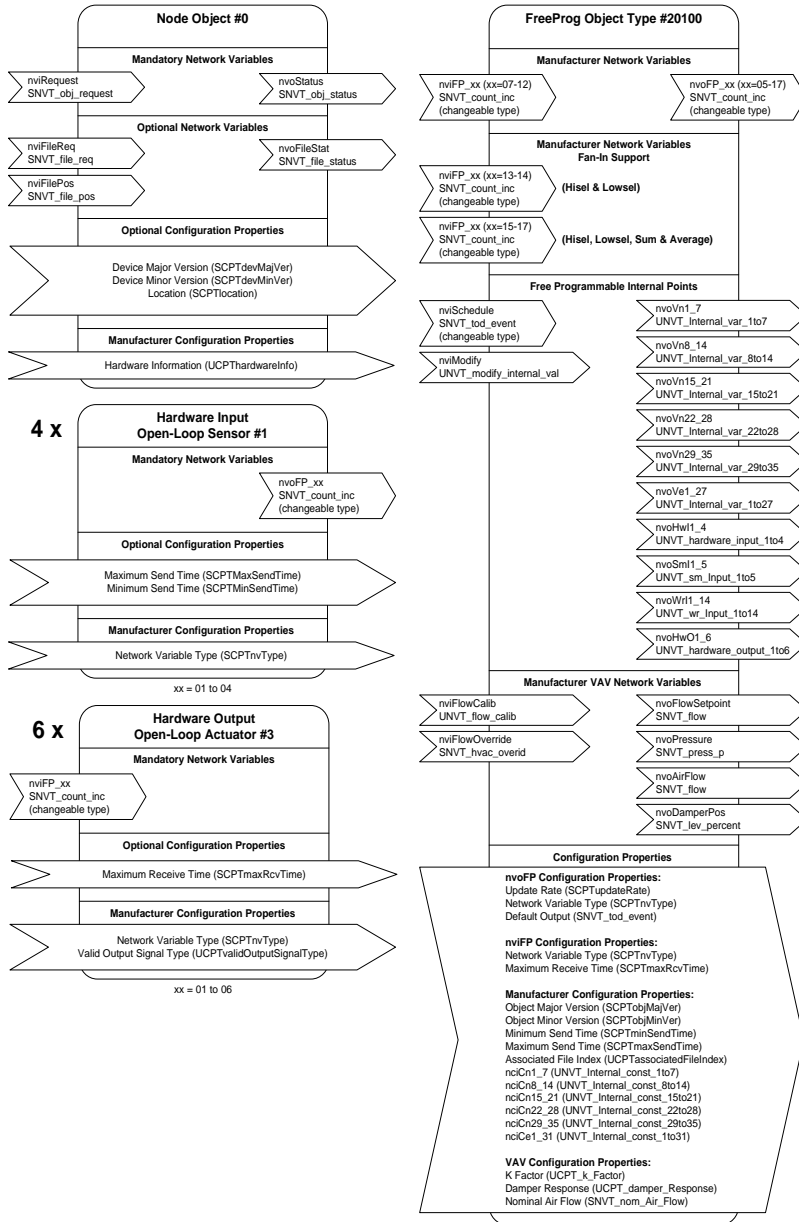 Node Object #0
Mandatory Network Variables
nviRequest
SNVT_obj_request
nvoStatus
SNVT_obj_status
Optional Network Variables
nviFileReq
SNVT_file_req
nvoFileStat
SNVT_file_status
nviFilePos
SNVT_file_pos
Optional Configuration Properties
Device Major Version (SCPTdevMajVer)
Device Minor Version (SCPTdevMinVer)
Location (SCPTlocation)
Manufacturer Configuration Properties
Hardware Information (UCPThardwareInfo)
4 x
Hardware Input
Open-Loop Sensor #1
Mandatory Network Variables
nvoFP_xx
SNVT_count_inc
(changeable type)
Optional Configuration Properties
Maximum Send Time (SCPTMaxSendTime)
Minimum Send Time (SCPTMinSendTime)
Manufacturer Configuration Properties
Network Variable Type (SCPTnvType)
xx = 01 to 04
6 x
Hardware Output
Open-Loop Actuator #3
Mandatory Network Variables
nviFP_xx
SNVT_count_inc
(changeable type)
Optional Configuration Properties
Maximum Receive Time (SCPTmaxRcvTime)
Manufacturer Configuration Properties
Network Variable Type (SCPTnvType)
Valid Output Signal Type (UCPTvalidOutputSignalType)
xx = 01 to 06
FreeProg Object Type #20100
Manufacturer Network Variables
nviFP_xx (xx=07-12)
SNVT_count_inc
(changeable type)
nvoFP_xx (xx=05-17)
SNVT_count_inc
(changeable type)
Manufacturer Network Variables
Fan-In Support
nviFP_xx (xx=13-14)
SNVT_count_inc
(changeable type)
(Hisel & Lowsel)
nviFP_xx (xx=15-17)
SNVT_count_inc
(changeable type)
(Hisel, Lowsel, Sum & Average)
Free Programmable Internal Points
nviSchedule
SNVT_tod_event
(changeable type)
nviModify
UNVT_modify_internal_val
nvoVn1_7
UNVT_Internal_var_1to7
nvoVn8_14
UNVT_Internal_var_8to14
nvoVn15_21
UNVT_Internal_var_15to21
nvoVn22_28
UNVT_Internal_var_22to28
nvoVn29_35
UNVT_Internal_var_29to35
nvoVe1_27
UNVT_Internal_var_1to27
nvoHwI1_4
UNVT_hardware_input_1to4
nvoSmI1_5
UNVT_sm_Input_1to5
nvoWrI1_14
UNVT_wr_Input_1to14
nvoHwO1_6
UNVT_hardware_output_1to6
Manufacturer VAV Network Variables
nviFlowCalib
UNVT_flow_calib
nviFlowOverride
SNVT_hvac_overid
nvoFlowSetpoint
SNVT_flow
nvoPressure
SNVT_press_p
nvoAirFlow
SNVT_flow
nvoDamperPos
SNVT_lev_percent
Configuration Properties
nvoFP Configuration Properties:
Update Rate (SCPTupdateRate)
Network Variable Type (SCPTnvType)
Default Output (SNVT_tod_event)
nviFP Configuration Properties:
Network Variable Type (SCPTnvType)
Maximum Receive Time (SCPTmaxRcvTime)
Manufacturer Configuration Properties:
Object Major Version (SCPTobjMajVer)
Object Minor Version (SCPTobjMinVer)
Minimum Send Time (SCPTminSendTime)
Maximum Send Time (SCPTmaxSendTime)
Associated File Index (UCPTassociatedFileIndex)
nciCn1_7 (UNVT_Internal_const_1to7)
nciCn8_14 (UNVT_Internal_const_8to14)
nciCn15_21 (UNVT_Internal_const_15to21)
nciCn22_28 (UNVT_Internal_const_22to28)
nciCn29_35 (UNVT_Internal_const_29to35)
nciCe1_31 (UNVT_Internal_const_1to31)
VAV Configuration Properties:
K Factor (UCPT_k_Factor)
Damper Response (UCPT_damper_Response)
Nominal Air Flow (SNVT_nom_Air_Flow)